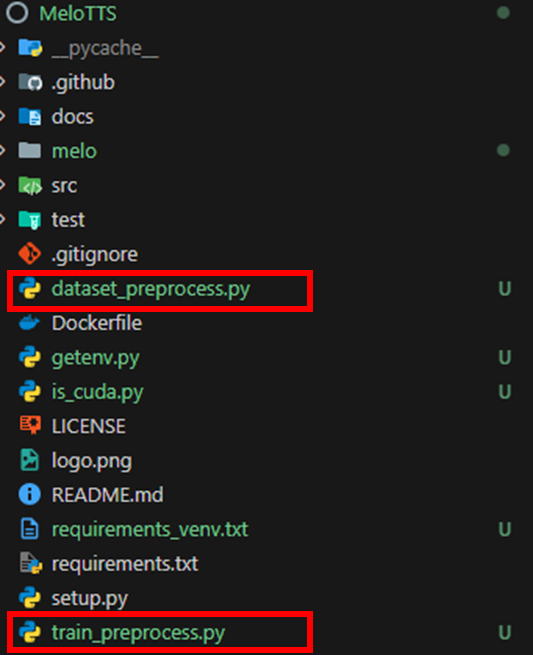 MeloTTS
__pycache__
.github
docs
melo
src
test
.gitignore
dataset_preprocess.py U
Dockerfile
getenv.py U
is_cuda.py U
LICENSE
logo.png
README.md
requirements_venv.txt U
requirements.txt
setup.py
train_preprocess.py U